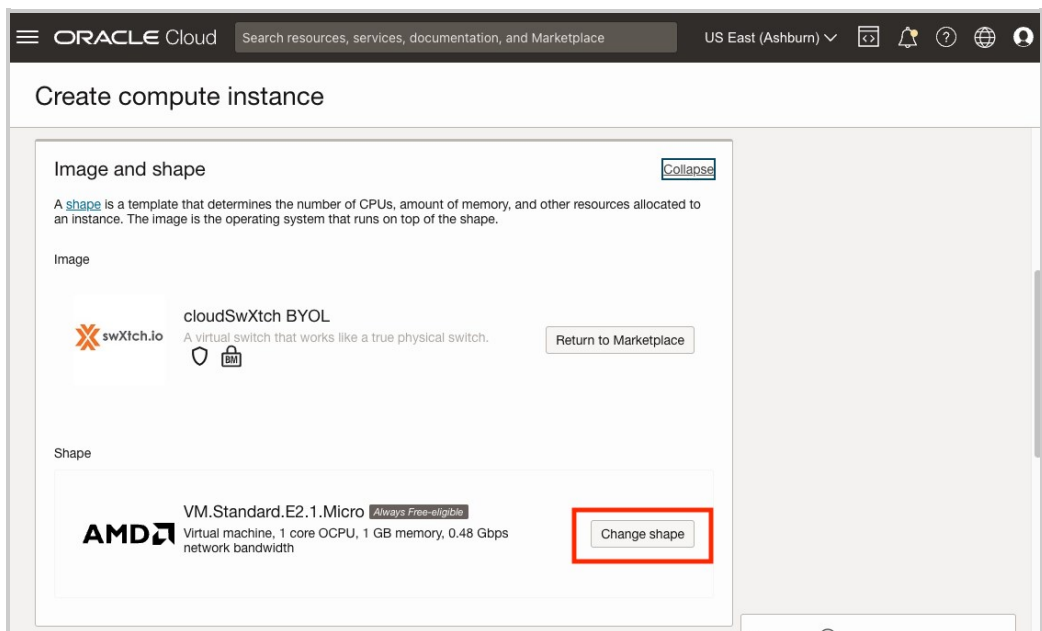 ORACLE Cloud
Search resources, services, documentation, and Marketplace
US East (Ashburn)
Create compute instance
Image and shape
Collapse
A shape is a template that determines the number of CPUs, amount of memory, and other resources allocated to
an instance. The image is the operating system that runs on top of the shape.
Image
swXtch.io
cloudSwXtch BYOL
A virtual switch that works like a true physical switch.
BM
Return to Marketplace
Shape
AMD
VM.Standard.E2.1.Micro Always Free-eligible
Virtual machine, 1 core OCPU, 1 GB memory, 0.48 Gbps
network bandwidth
Change shape